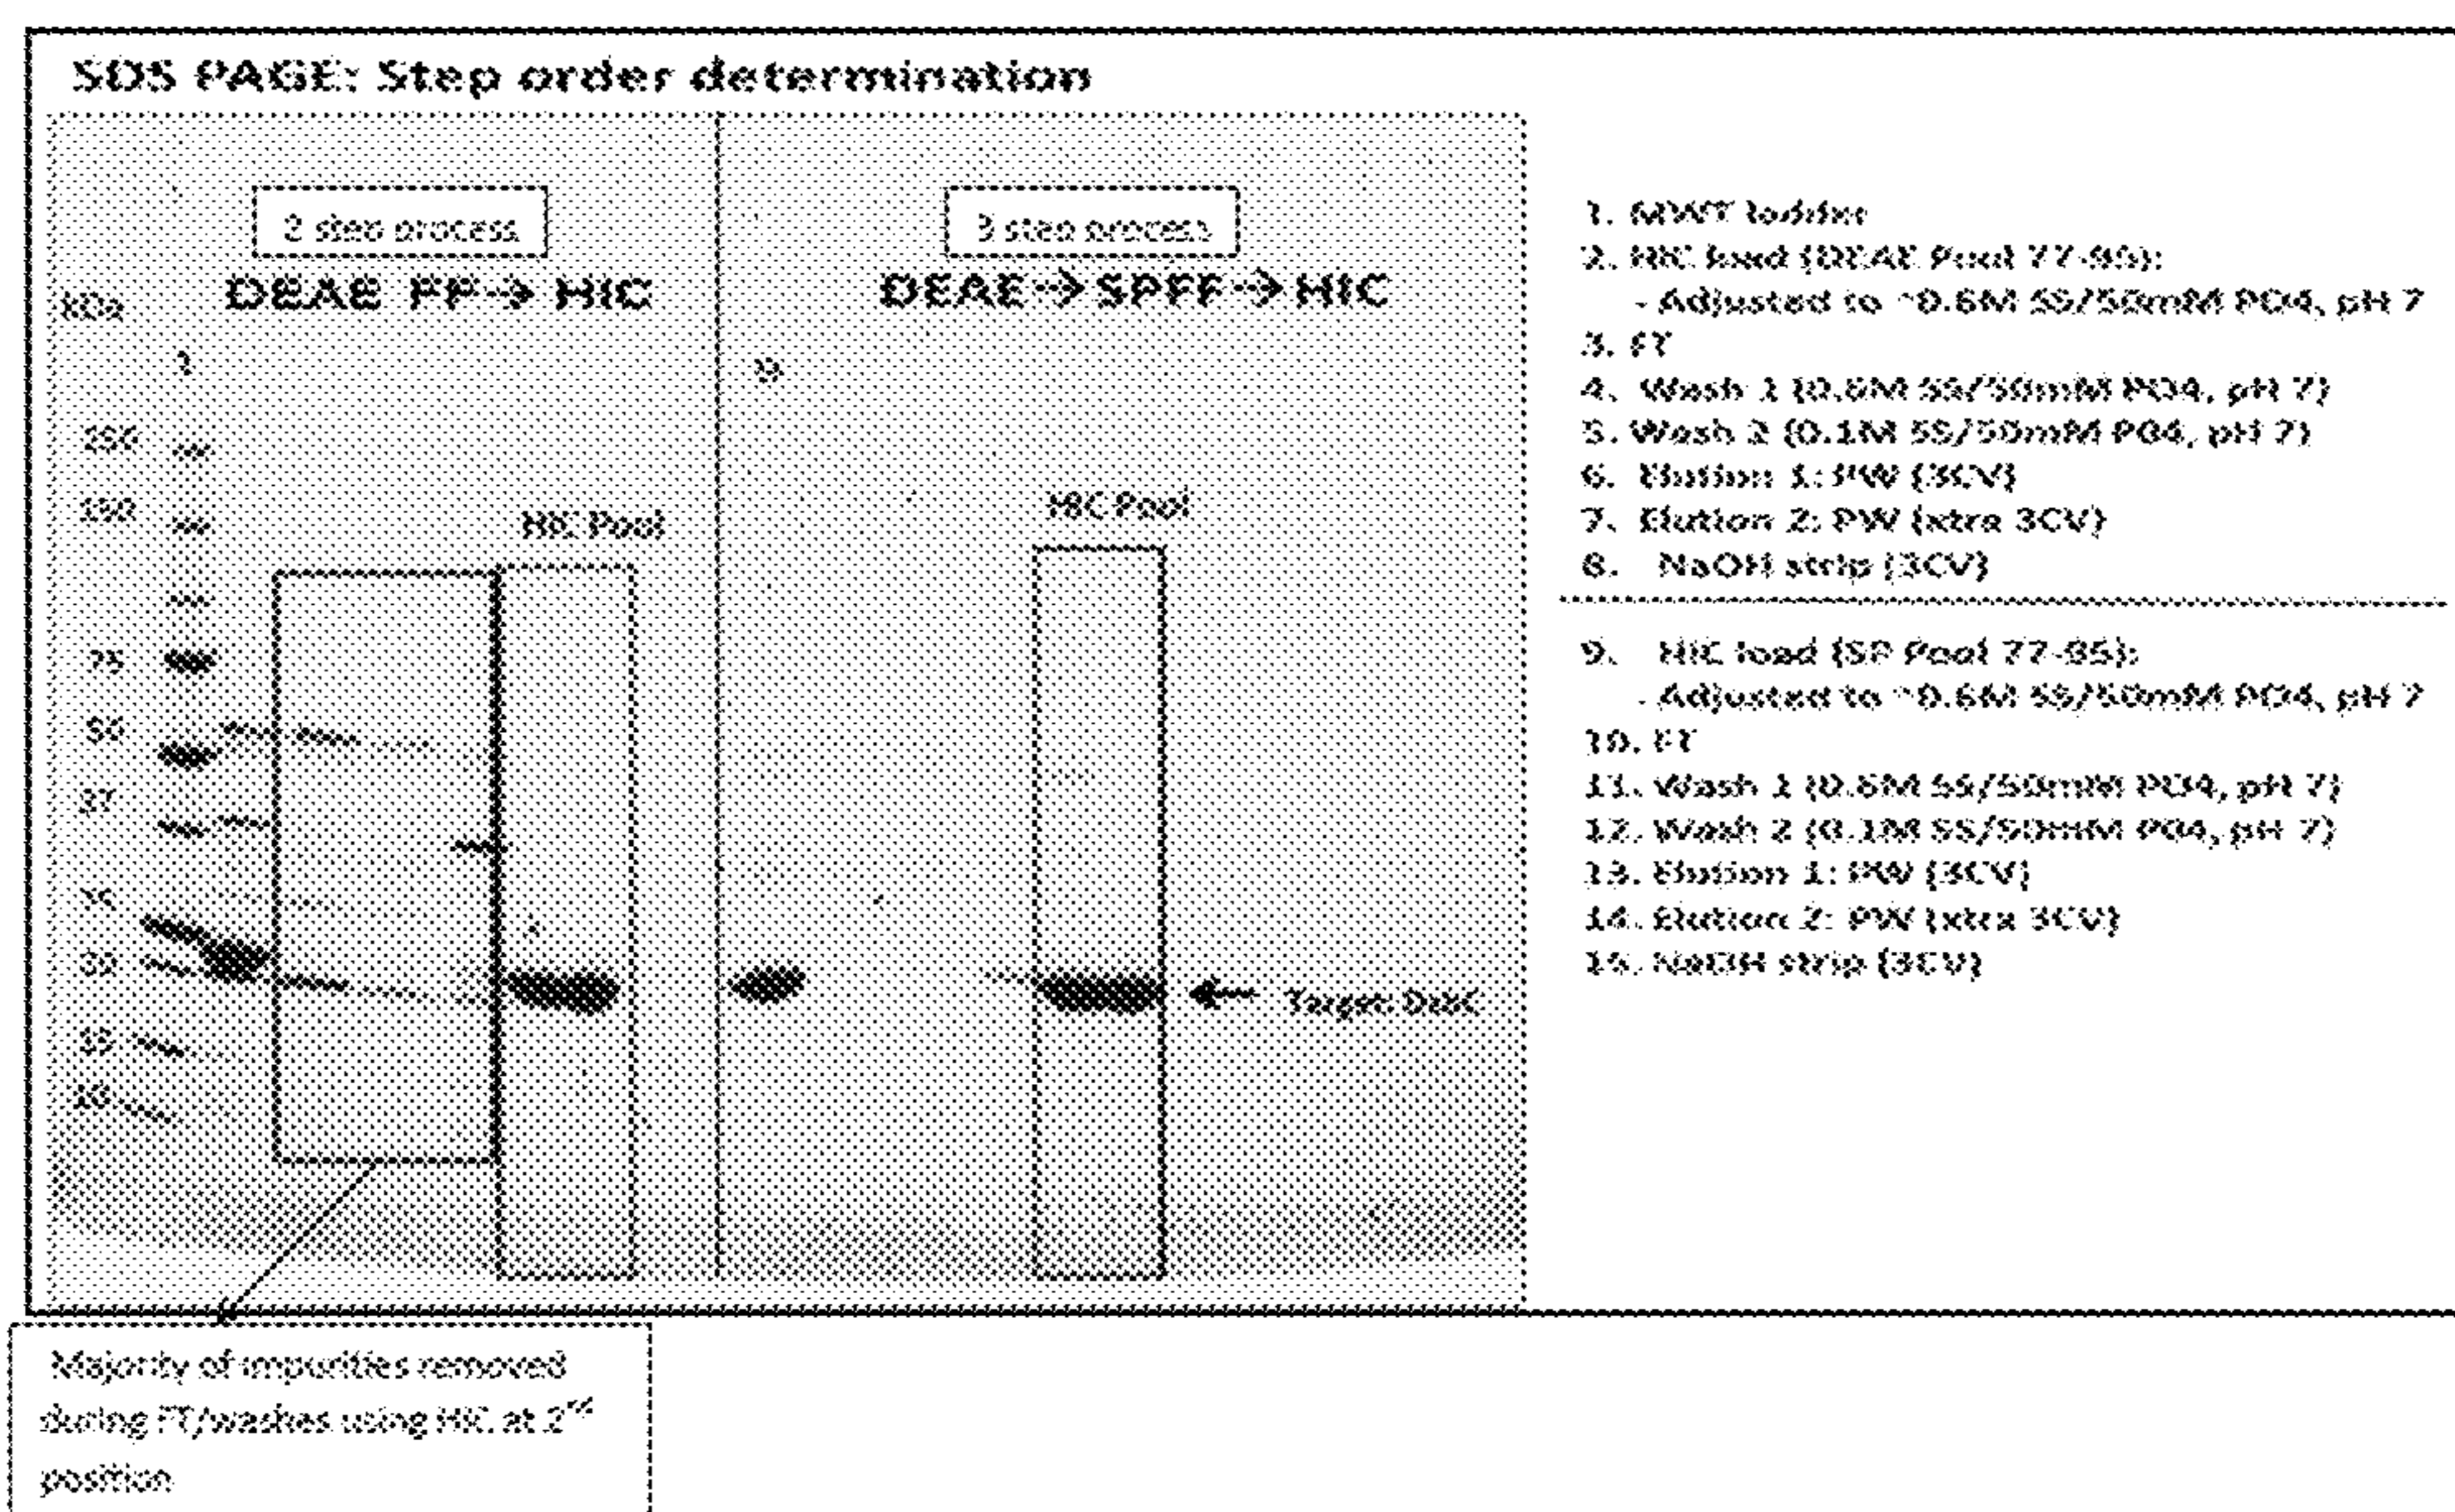 SDS PAGE: Step order determination
2 step process
DEAE FF→ HIC
kDa
1
250
150
HIC Pool
75
50
37
10
3 step process
DEAE→SPFF→HIC
9
HIC Pool
Target: DsbC
1. MWT ladder
2. HIC load (DEAE Pool 77-95):
- Adjusted to ~0.6M SS/50mM PO4, pH 7
3. FT
4. Wash 1 (0.6M SS/50mM PO4, pH 7)
5. Wash 2 (0.1M SS/50mM PO4, pH 7)
6. Elution 1: PW (3CV)
7. Elution 2: PW (xtra 3CV)
8. NaOH strip (3CV)
9. HIC load (SP Pool 77-95):
- Adjusted to ~0.6M SS/50mM PO4, pH 7
10. FT
11. Wash 1 (0.6M SS/50mM PO4, pH 7)
12. Wash 2 (0.1M SS/50mM PO4, pH 7)
13. Elution 1: PW (3CV)
14. Elution 2: PW (xtra 3CV)
15. NaOH strip (3CV)
Majority of impurities removed
during FT/washes using HIC at 2nd
position